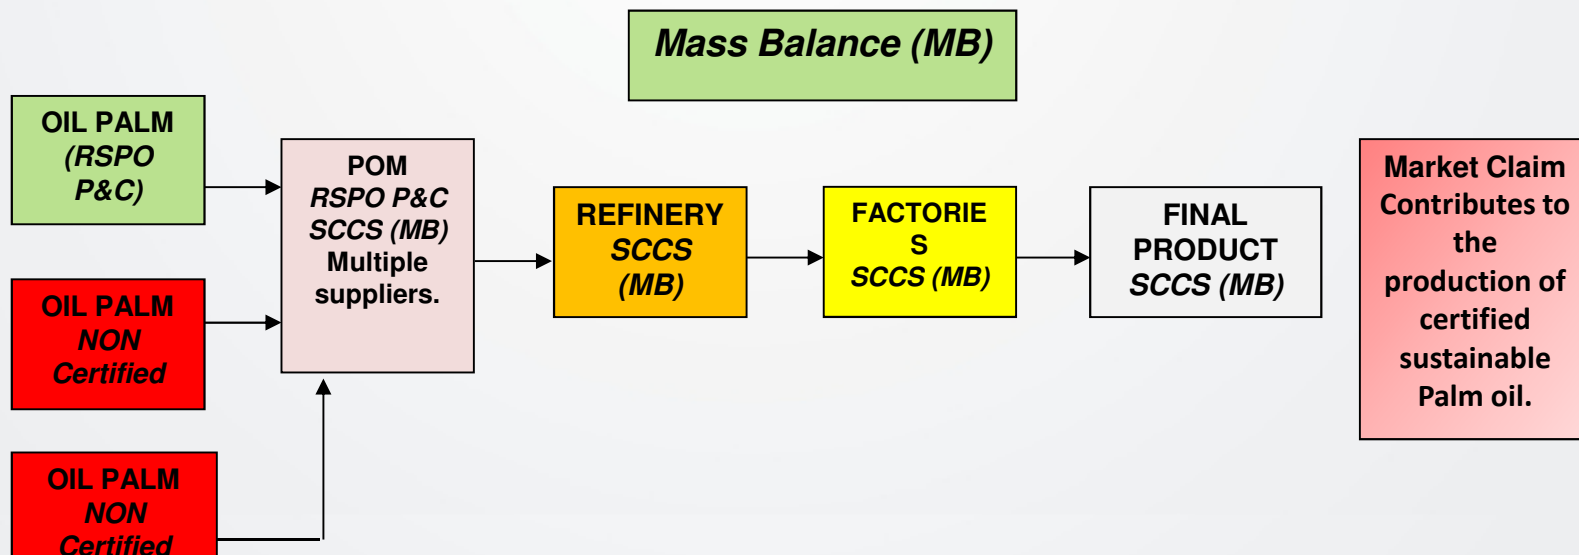 Mass Balance (MB)
OIL PALM
(RSPO
P&C)
OIL PALM
NON
Certified
OIL PALM
NON
Certified
POM
RSPO P&C
SCCS (MB)
Multiple
suppliers.
REFINERY
SCCS
(MB)
FACTORIE
S
SCCS (MB)
FINAL
PRODUCT
SCCS (MB)
Market Claim
Contributes to
the
production of
certified
sustainable
Palm oil.